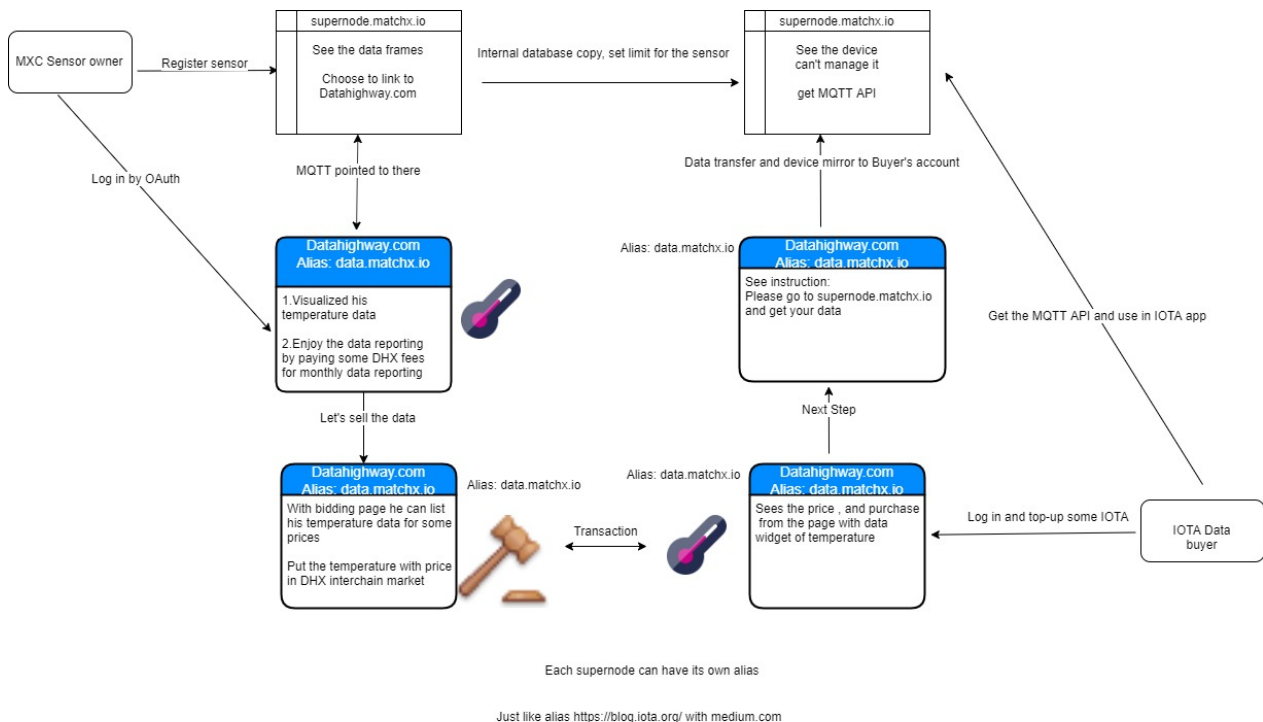 supernode.matchx.io
supernode.matchx.io
MXC Sensor owner
Register sensor
See the data frames
Choose to link to
Datahighway.com
Internal database copy, set limit for the sensor
See the device
can't manage it
get MQTT API
Log in by OAuth
MQTT pointed to there
Data transfer and device mirror to Buyer's account
Datahighway.com
Alias: data.matchx.io
1.Visualized his
temperature data
2.Enjoy the data reporting
by paying some DHX fees
for monthly data reporting
Alias: data.matchx.io
Datahighway.com
Alias: data.matchx.io
See instruction:
Please go to supernode.matchx.io
and get your data
Get the MQTT API and use in IOTA app
Let's sell the data
Next Step
Datahighway.com
Alias: data.matchx.io
With bidding page he can list
his temperature data for some
prices
Put the temperature with price
in DHX interchain market
Alias: data.matchx.io
Transaction
Alias: data.matchx.io
Datahighway.com
Alias: data.matchx.io
Sees the price , and purchase
from the page with data
widget of temperature
Log in and top-up some IOTA
IOTA Data
buyer
Each supernode can have its own alias
Just like alias https://blog.iota.org/ with medium.com